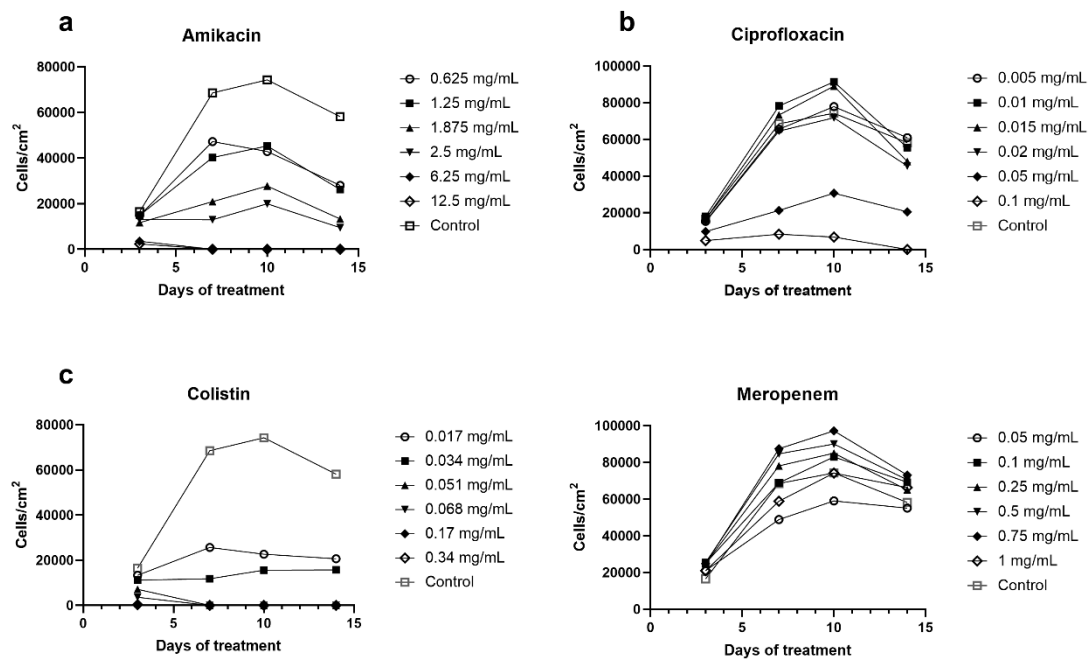 a
Amikacin
80000
60000
40000
20000
0
0
5
10
15
Cells/cm²
Days of treatment
0.625 mg/mL
1.25 mg/mL
1.875 mg/mL
2.5 mg/mL
6.25 mg/mL
12.5 mg/mL
Control
b
Ciprofloxacin
100000
80000
60000
40000
20000
0
0
5
10
15
Cells/cm²
Days of treatment
0.005 mg/mL
0.01 mg/mL
0.015 mg/mL
0.02 mg/mL
0.05 mg/mL
0.1 mg/mL
Control
c
Colistin
80000
60000
40000
20000
0
0
5
10
15
Cells/cm²
Days of treatment
0.017 mg/mL
0.034 mg/mL
0.051 mg/mL
0.068 mg/mL
0.17 mg/mL
0.34 mg/mL
Control
Meropenem
100000
80000
60000
40000
20000
0
0
5
10
15
Cells/cm²
Days of treatment
0.05 mg/mL
0.1 mg/mL
0.25 mg/mL
0.5 mg/mL
0.75 mg/mL
1 mg/mL
Control